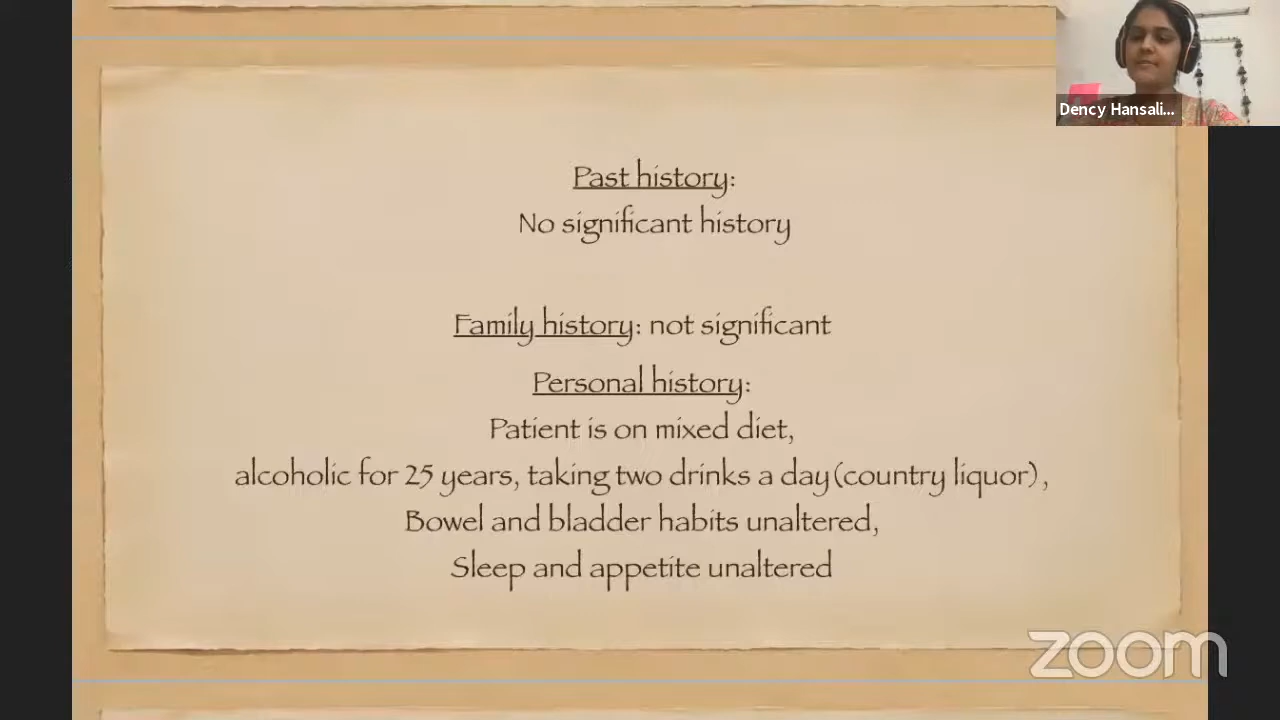 Dency Hansali...
Past history:
No significant history
Family history: not significant
Personal history:
Patient is on mixed diet,
alcoholic for 25 years, taking two drinks a day(country liquor),
Bowel and bladder habits unaltered,
Sleep and appetite unaltered
zoom